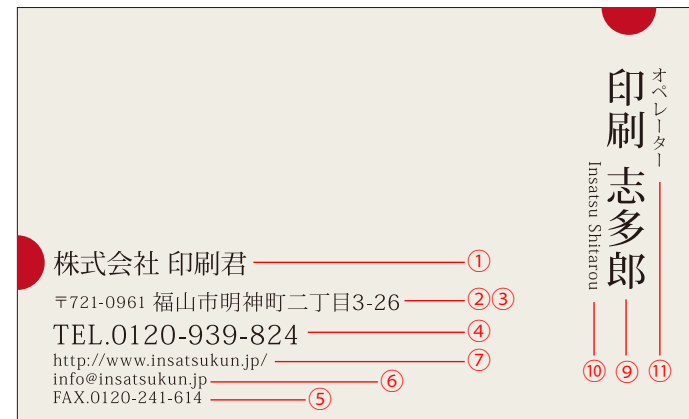 オペレーター
印刷 志多郎
Insatsu Shitarou
株式会社 印刷君
①
〒721-0961 福山市明神町二丁目3-26
②③
TEL.0120-939-824
④
http://www.insatsukun.jp/
⑦
info@insatsukun.jp
⑥
FAX.0120-241-614
⑤
⑩ ⑨ ⑪